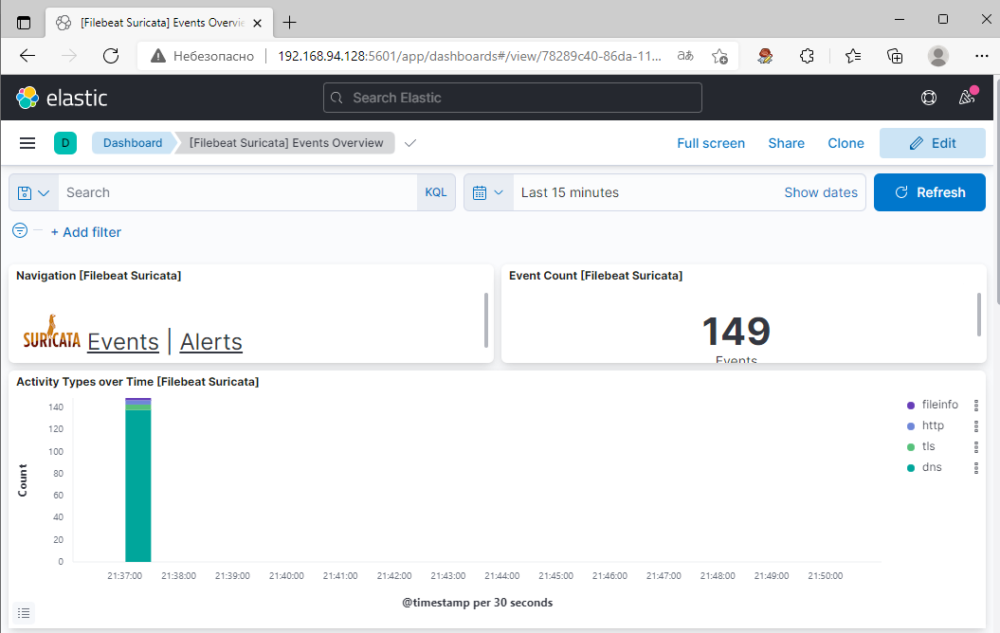 [Filebeat Suricata] Events Overvie
Небезопасно 192.168.94.128:5601/app/dashboards#/view/78289c40-86da-11... ああ
elastic Search Elastic
D Dashboard [Filebeat Suricata] Events Overview Full screen Share Clone Edit
Search KQL Last 15 minutes Show dates Refresh
+ Add filter
Navigation [Filebeat Suricata]
SURICATA Events | Alerts
Event Count [Filebeat Suricata]
149
Events
Activity Types over Time [Filebeat Suricata]
Count
140
120
100
80
60
40
20
0
21:37:00 21:38:00 21:39:00 21:40:00 21:41:00 21:42:00 21:43:00 21:44:00 21:45:00 21:46:00 21:47:00 21:48:00 21:49:00 21:50:00
@timestamp per 30 seconds
fileinfo
http
tls
dns